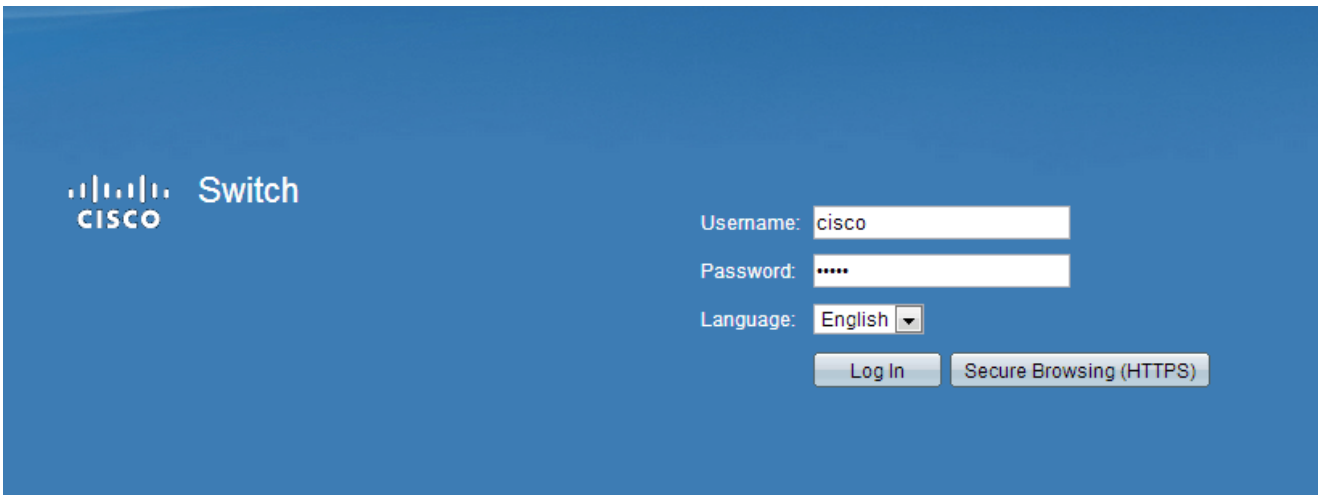 Switch
CISCO
Username: cisco
Password: •••••
Language: English
Log In Secure Browsing (HTTPS)